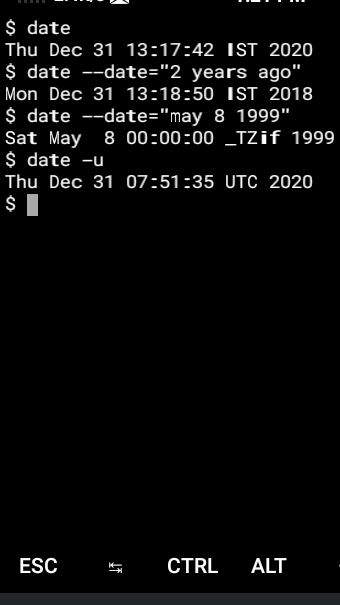 $ date
Thu Dec 31 13:17:42 IST 2020
$ date --date="2 years ago"
Mon Dec 31 13:18:50 IST 2018
$ date --date="may 8 1999"
Sat May  8 00:00:00 _TZif 1999
$ date -u
Thu Dec 31 07:51:35 UTC 2020
$
ESC ↹ CTRL ALT